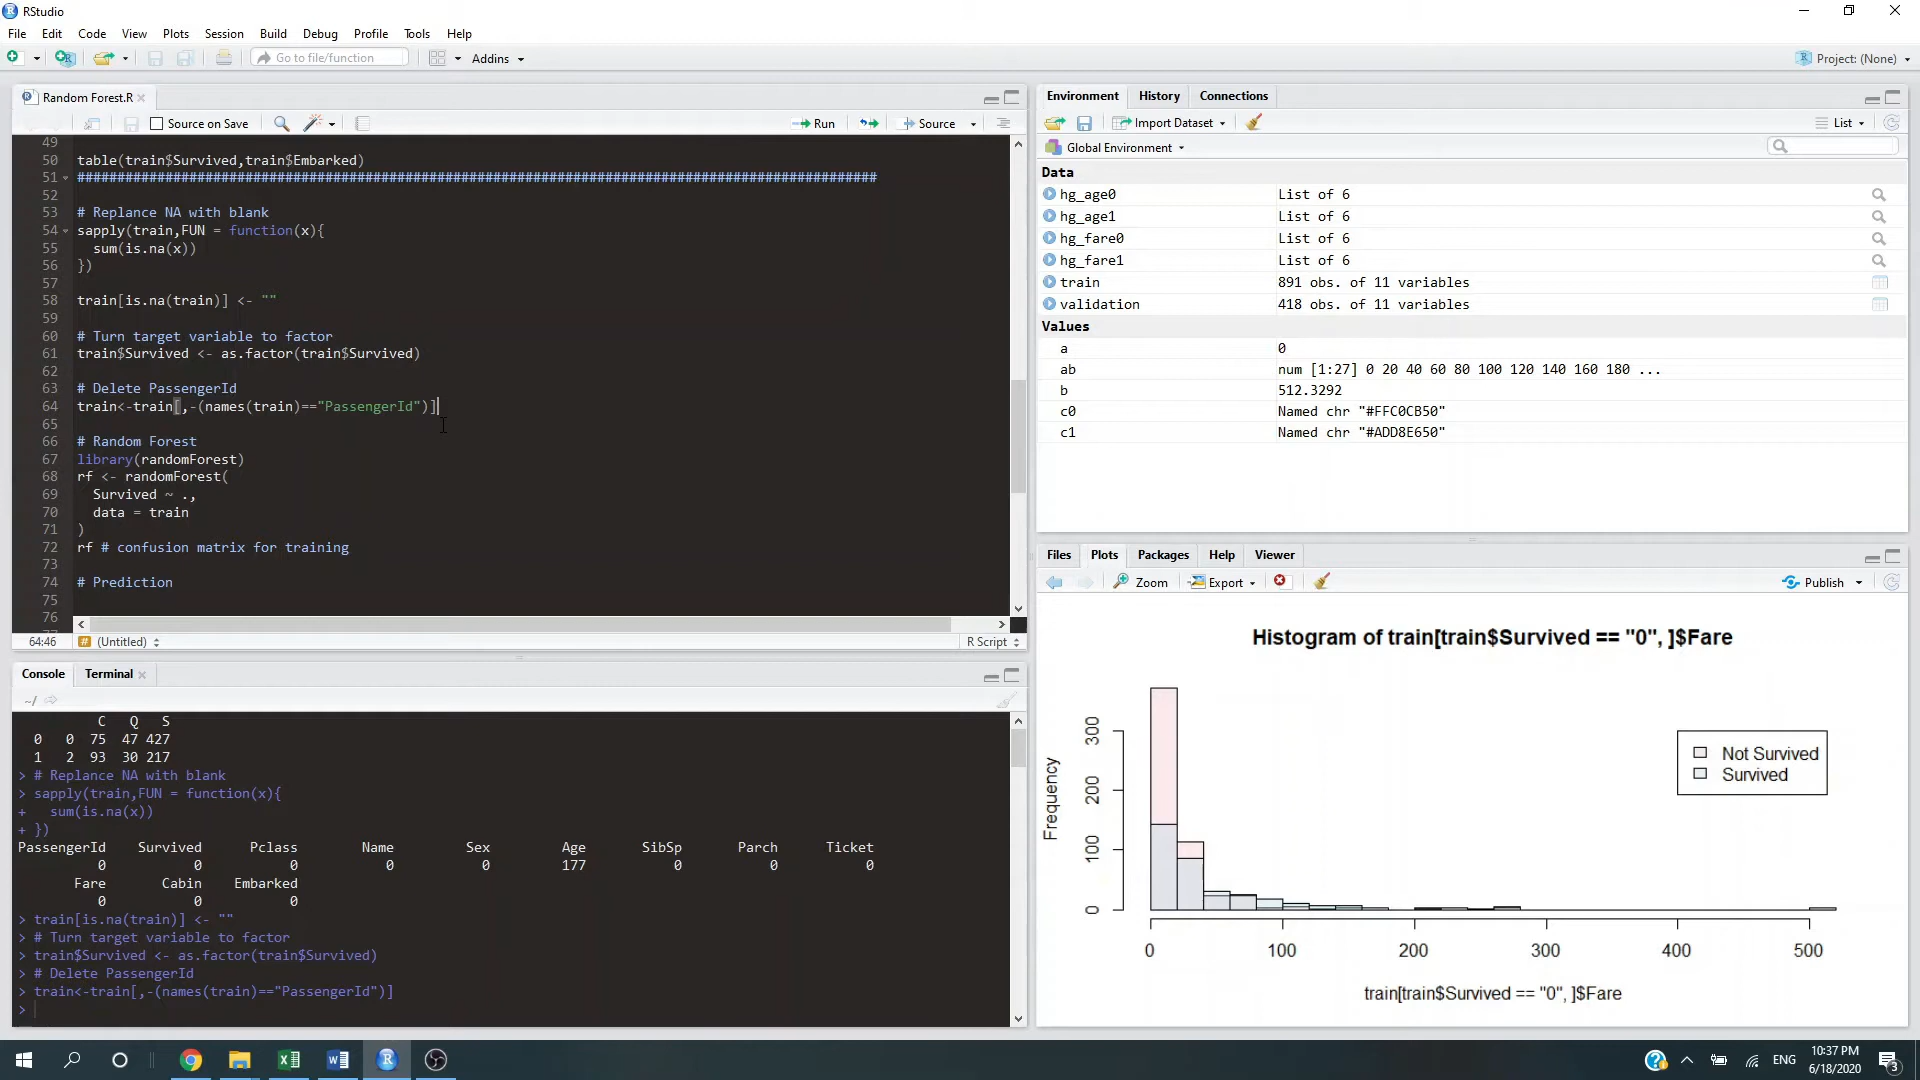 RStudio
File Edit Code View Plots Session Build Debug Profile Tools Help
Go to file/function
Addins
Project: (None)
Random Forest.R
Source on Save
Run
Source
49
50 table(train$Survived,train$Embarked)
51 ####################################################################################################
52
53 # Replance NA with blank
54 sapply(train,FUN = function(x){
55 sum(is.na(x))
56 })
57
58 train[is.na(train)] <- ""
59
60 # Turn target variable to factor
61 train$Survived <- as.factor(train$Survived)
62
63 # Delete PassengerId
64 train<-train[,-(names(train)=="PassengerId")]
65
66 # Random Forest
67 library(randomForest)
68 rf <- randomForest(
69 Survived ~ .,
70 data = train
71 )
72 rf # confusion matrix for training
73
74 # Prediction
75
76
64:46 # (Untitled)
R Script
Console Terminal
~/
C Q S
0 0 75 47 427
1 2 93 30 217
> # Replance NA with blank
> sapply(train,FUN = function(x){
+ sum(is.na(x))
+ })
PassengerId Survived Pclass Name Sex Age SibSp Parch Ticket
0 0 0 0 0 177 0 0 0
Fare Cabin Embarked
0 0 0
> train[is.na(train)] <- ""
> # Turn target variable to factor
> train$Survived <- as.factor(train$Survived)
> # Delete PassengerId
> train<-train[,-(names(train)=="PassengerId")]
>
Environment History Connections
Import Dataset
List
Global Environment
Data
hg_age0 List of 6
hg_age1 List of 6
hg_fare0 List of 6
hg_fare1 List of 6
train 891 obs. of 11 variables
validation 418 obs. of 11 variables
Values
a 0
ab num [1:27] 0 20 40 60 80 100 120 140 160 180 ...
b 512.3292
c0 Named chr "#FFC0CB50"
c1 Named chr "#ADD8E650"
Files Plots Packages Help Viewer
Zoom Export
Publish
Histogram of train[train$Survived == "0", ]$Fare
Frequency
300
200
100
0
Not Survived
Survived
0 100 200 300 400 500
train[train$Survived == "0", ]$Fare
ENG
10:37 PM
6/18/2020
3